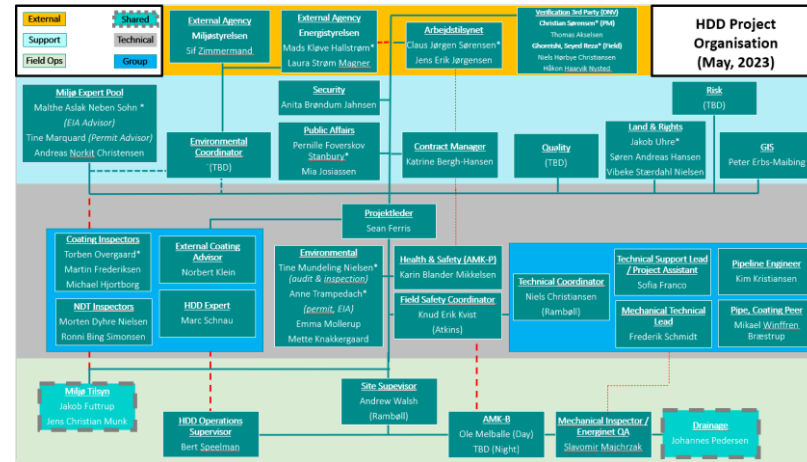 External
Shared
Support
Technical
Field Ops
Group
External Agency
Miljøstyrelsen
Sif Zimmermand
External Agency
Energistyrelsen
Mads Kløve Hallstrøm*
Laura Strøm Magner
Arbejdstilsynet
Claus Jørgen Sørensen*
Jens Erik Jørgensen
Verification 3rd Party (DNV)
Christian Sørensen* (PM)
Thomas Akselsen
Ghoreishi, Seyed Reza* (Field)
Niels Hørbye Christiansen
Håkon Haarvik Nysted.
HDD Project
Organisation
(May, 2023)
Miljø Expert Pool
Malthe Aslak Neben Sohn *
(EIA Advisor)
Tine Marquard (Permit Advisor)
Andreas Norkit Christensen
Environmental
Coordinator
(TBD)
Security
Anita Brøndum Jahnsen
Public Affairs
Pernille Foverskov
Stanbury*
Mia Josiassen
Contract Manager
Katrine Bergh-Hansen
Quality
(TBD)
Risk
(TBD)
Land & Rights
Jakob Uhre*
Søren Andreas Hansen
Vibeke Stærdahl Nielsen
GIS
Peter Erbs-Maibing
Projektleder
Sean Ferris
Coating Inspectors
Torben Overgaard*
Martin Frederiksen
Michael Hjortborg
External Coating
Advisor
Norbert Klein
NDT Inspectors
Morten Dyhre Nielsen
Ronni Bing Simonsen
HDD Expert
Marc Schnau
Environmental
Tine Mundeling Nielsen*
(audit & inspection)
Anne Trampedach*
(permit, EIA)
Emma Mollerup
Mette Knakkergaard
Health & Safety (AMK-P)
Karin Blander Mikkelsen
Field Safety Coordinator
Knud Erik Kvist
(Atkins)
Technical Coordinator
Niels Christiansen
(Rambøll)
Technical Support Lead
/ Project Assistant
Sofia Franco
Mechanical Technical
Lead
Frederik Schmidt
Pipeline Engineer
Kim Kristiansen
Pipe, Coating Peer
Mikael Winffren
Bræstrup
Miljø Tilsyn
Jakob Futtrup
Jens Christian Munk
HDD Operations
Supervisor
Bert Speelman
Site Supevisor
Andrew Walsh
(Rambøll)
AMK-B
Ole Melballe (Day)
TBD (Night)
Mechanical Inspector /
Energinet QA
Slavomir Majchrzak
Drainage
Johannes Pedersen